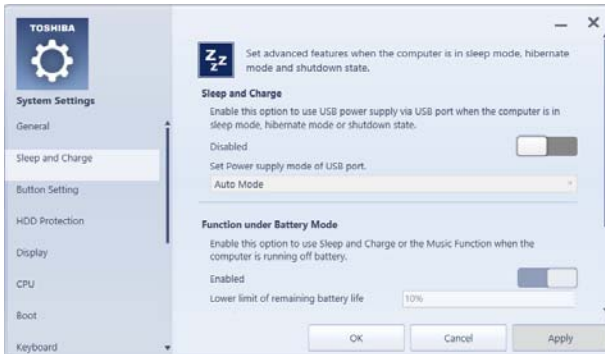 TOSHIBA
System Settings
General
Sleep and Charge
Button Setting
HDD Protection
Display
CPU
Boot
Keyboard
Z
Z
Z
Set advanced features when the computer is in sleep mode, hibernate
mode and shutdown state.
Sleep and Charge
Enable this option to use USB power supply via USB port when the computer is in
sleep mode, hibernate mode or shutdown state.
Disabled
Set Power supply mode of USB port.
Auto Mode
Function under Battery Mode
Enable this option to use Sleep and Charge or the Music Function when the
computer is running off battery.
Enabled
Lower limit of remaining battery life 10%
OK Cancel Apply